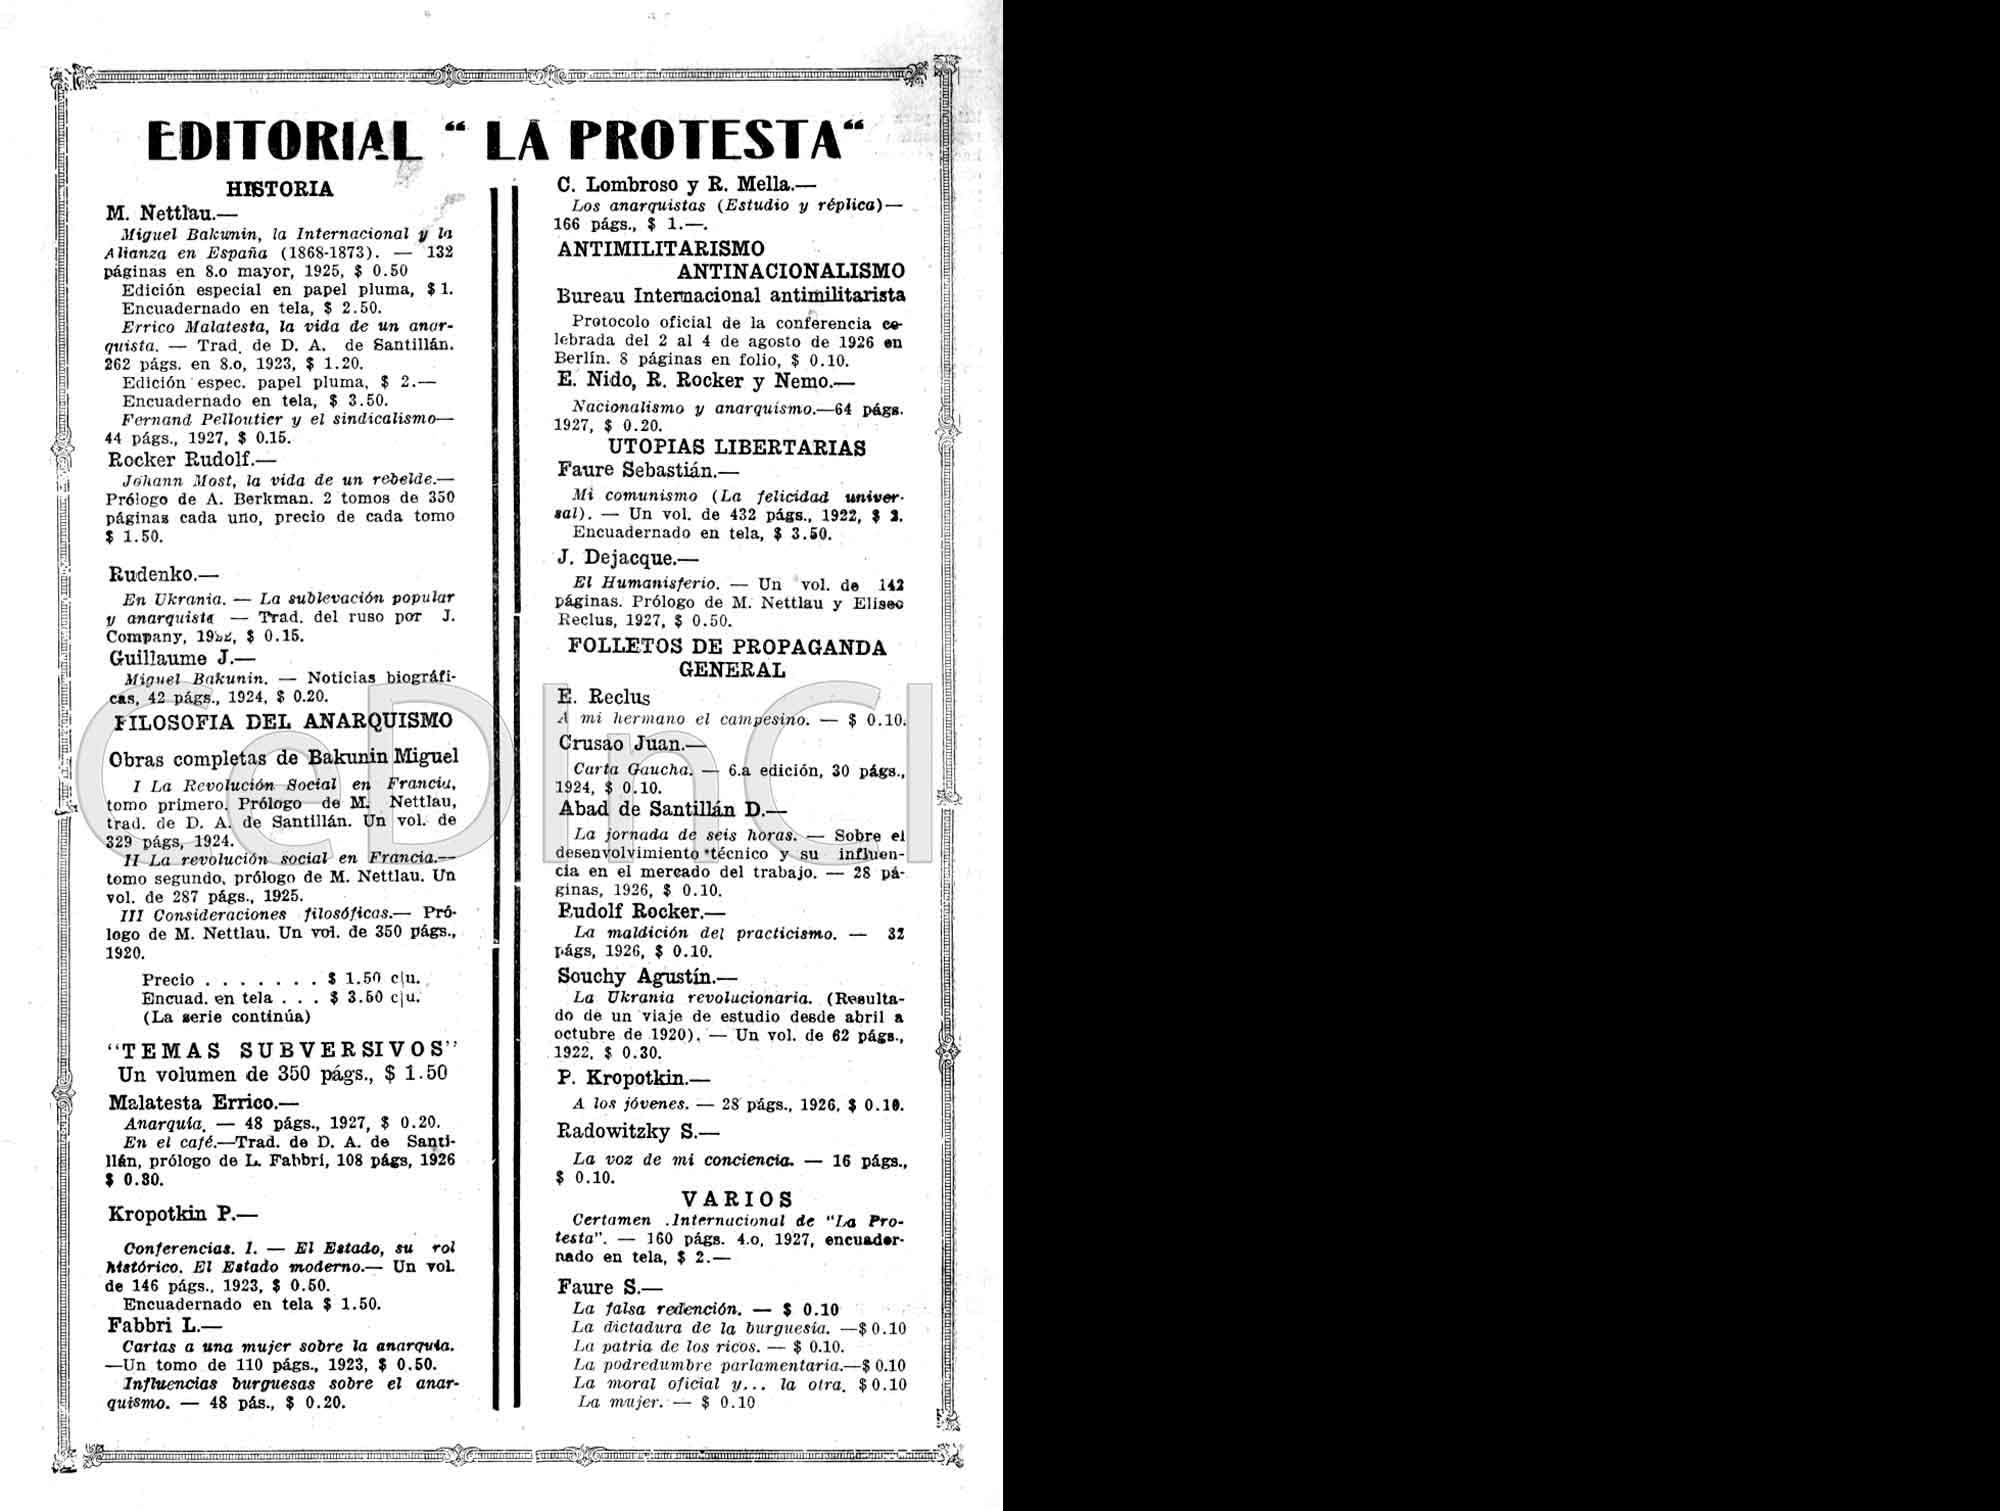 EDITORIAL “ LA PROTESTA“
HISTORIA
M. Nettlau.—
Miguel Bakunin, la Internacional y la
Alianza en España (1868-1873). — 132
páginas en 8.o mayor, 1925, $ 0.50
Edición especial en papel pluma, $ 1.
Encuadernado en tela, $ 2.50.
Errico Malatesta, la vida de un anar-
quista. — Trad. de D. A. de Santillán.
262 págs. en 8.o, 1923, $ 1.20.
Edición espec. papel pluma, $ 2.—
Encuadernado en tela, $ 3.50.
Fernand Pelloutier y el sindicalismo—
44 págs., 1927, $ 0.15.
Rocker Rudolf.—
Johann Most, la vida de un rebelde.—
Prólogo de A. Berkman. 2 tomos de 350
páginas cada uno, precio de cada tomo
$ 1.50.
Rudenko.—
En Ukrania. — La sublevación popular
y anarquista — Trad. del ruso por J.
Company, $ 0.15.
Guillaume J.—
Miguel Bakunin. — Noticias biográfi-
cas, 42 págs., 1924, $ 0.20.
FILOSOFIA DEL ANARQUISMO
Obras completas de Bakunin Miguel
I La Revolución Social en Francia,
tomo primero. Prólogo de M. Nettlau,
trad. de D. A. de Santillán. Un vol. de
329 págs, 1924.
II La revolución social en Francia.—
tomo segundo, prólogo de M. Nettlau. Un
vol. de 287 págs., 1925.
III Consideraciones filosóficas.— Pró-
logo de M. Nettlau. Un vol. de 350 págs.,
1920.
Precio . . . . . . . $ 1.50 c|u.
Encuad. en tela . . . $ 3.50 c|u.
(La serie continúa)
“TEMAS SUBVERSIVOS”
Un volumen de 350 págs., $ 1.50
Malatesta Errico.—
Anarquía. — 48 págs., 1927, $ 0.20.
En el café.—Trad. de D. A. de Santi-
llán, prólogo de L. Fabbri, 108 págs, 1926
$ 0.30.
Kropotkin P.—
Conferencias. I. — El Estado, su rol
histórico. El Estado moderno.— Un vol.
de 146 págs., 1923, $ 0.50.
Encuadernado en tela $ 1.50.
Fabbri L.—
Cartas a una mujer sobre la anarquía.
—Un tomo de 110 págs., 1923, $ 0.50.
Influencias burguesas sobre el anar-
quismo. — 48 pás., $ 0.20.
C. Lombroso y R. Mella.—
Los anarquistas (Estudio y réplica)—
166 págs., $ 1.—.
ANTIMILITARISMO
ANTINACIONALISMO
Bureau Internacional antimilitarista
Protocolo oficial de la conferencia ce-
lebrada del 2 al 4 de agosto de 1926 en
Berlín. 8 páginas en folio, $ 0.10.
E. Nido, R. Rocker y Nemo.—
Nacionalismo y anarquismo.—64 págs.
1927, $ 0.20.
UTOPIAS LIBERTARIAS
Faure Sebastián.—
Mi comunismo (La felicidad univer-
sal). — Un vol. de 432 págs., 1922, $ 2.
Encuadernado en tela, $ 3.50.
J. Dejacque.—
El Humanisferio. — Un vol. de 142
páginas. Prólogo de M. Nettlau y Eliseo
Reclus, 1927, $ 0.50.
FOLLETOS DE PROPAGANDA
GENERAL
E. Reclus
A mi hermano el campesino. — $ 0.10.
Crusao Juan.—
Carta Gaucha. — 6.a edición, 30 págs.,
1924, $ 0.10.
Abad de Santillán D.—
La jornada de seis horas. — Sobre el
desenvolvimiento técnico y su influen-
cia en el mercado del trabajo. — 28 pá-
ginas, 1926, $ 0.10.
Rudolf Rocker.—
La maldición del practicismo. — 32
págs, 1926, $ 0.10.
Souchy Agustín.—
La Ukrania revolucionaria. (Resulta-
do de un viaje de estudio desde abril a
octubre de 1920). — Un vol. de 62 págs.,
1922, $ 0.30.
P. Kropotkin.—
A los jóvenes. — 28 págs., 1926, $ 0.10.
Radowitzky S.—
La voz de mi conciencia. — 16 págs.,
$ 0.10.
VARIOS
Certamen Internacional de “La Pro-
testa”. — 160 págs. 4.o, 1927, encuader-
nado en tela, $ 2.—
Faure S.—
La falsa redención. — $ 0.10
La dictadura de la burguesía. —$ 0.10
La patria de los ricos. — $ 0.10.
La podredumbre parlamentaria.—$ 0.10
La moral oficial y... la otra. $ 0.10
La mujer. — $ 0.10
CeDInCI